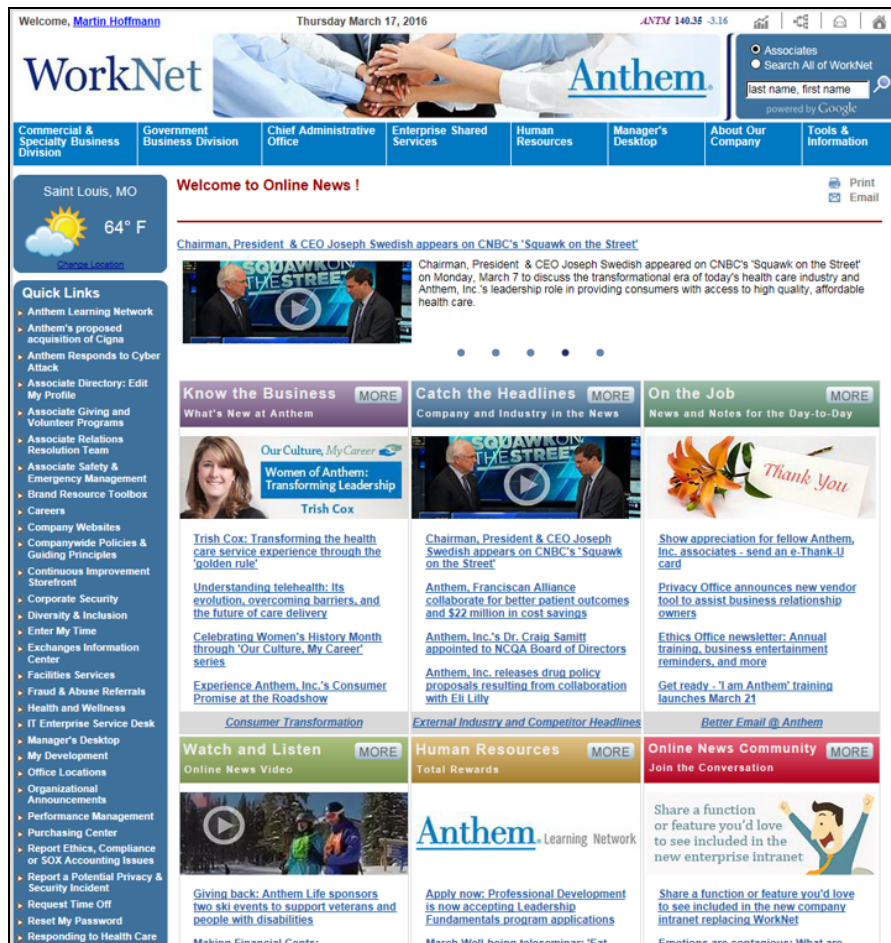 Welcome, Martin Hoffmann
Thursday March 17, 2016
ANTM 140.35 -3.16
WorkNet
Anthem.
Associates
Search All of WorkNet
last name, first name
powered by Google
Commercial & Specialty Business Division
Government Business Division
Chief Administrative Office
Enterprise Shared Services
Human Resources
Manager's Desktop
About Our Company
Tools & Information
Saint Louis, MO
64° F
Change Location
Quick Links
Anthem Learning Network
Anthem's proposed
acquisition of Cigna
Anthem Responds to Cyber
Attack
Associate Directory: Edit
My Profile
Associate Giving and
Volunteer Programs
Associate Relations
Resolution Team
Associate Safety &
Emergency Management
Brand Resource Toolbox
Careers
Company Websites
Companywide Policies &
Guiding Principles
Continuous Improvement
Storefront
Corporate Security
Diversity & Inclusion
Enter My Time
Exchanges Information
Center
Facilities Services
Fraud & Abuse Referrals
Health and Wellness
IT Enterprise Service Desk
Manager's Desktop
My Development
Office Locations
Organizational
Announcements
Performance Management
Purchasing Center
Report Ethics, Compliance
or SOX Accounting Issues
Report a Potential Privacy &
Security Incident
Request Time Off
Reset My Password
Responding to Health Care
Welcome to Online News !
Print
Email
Chairman, President & CEO Joseph Swedish appears on CNBC's 'Squawk on the Street'
SQUAWK ON
THE STREET
Chairman, President & CEO Joseph Swedish appeared on CNBC's 'Squawk on the Street'
on Monday, March 7 to discuss the transformational era of today's health care industry and
Anthem, Inc.'s leadership role in providing consumers with access to high quality, affordable
health care.
Know the Business MORE
What's New at Anthem
Our Culture, My Career
Women of Anthem:
Transforming Leadership
Trish Cox
Trish Cox: Transforming the health
care service experience through the
'golden rule'
Understanding telehealth: Its
evolution, overcoming barriers, and
the future of care delivery
Celebrating Women's History Month
through 'Our Culture, My Career'
series
Experience Anthem, Inc.'s Consumer
Promise at the Roadshow
Consumer Transformation
Catch the Headlines MORE
Company and Industry in the News
SQUAWK ON
THE STREET
Chairman, President & CEO Joseph
Swedish appears on CNBC's 'Squawk
on the Street'
Anthem, Franciscan Alliance
collaborate for better patient outcomes
and $22 million in cost savings
Anthem, Inc.'s Dr. Craig Samitt
appointed to NCQA Board of Directors
Anthem, Inc. releases drug policy
proposals resulting from collaboration
with Eli Lilly
External Industry and Competitor Headlines
On the Job MORE
News and Notes for the Day-to-Day
Thank You
Show appreciation for fellow Anthem,
Inc. associates - send an e-Thank-U
card
Privacy Office announces new vendor
tool to assist business relationship
owners
Ethics Office newsletter: Annual
training, business entertainment
reminders, and more
Get ready - 'I am Anthem' training
launches March 21
Better Email @ Anthem
Watch and Listen MORE
Online News Video
Giving back: Anthem Life sponsors
two ski events to support veterans and
people with disabilities
Making Financial Cents:
Human Resources MORE
Total Rewards
Anthem. Learning Network
Apply now: Professional Development
is now accepting Leadership
Fundamentals program applications
March Well-being teleseminar: 'Eat
Online News Community MORE
Join the Conversation
Share a function
or feature you'd love
to see included in the
new enterprise intranet
Share a function or feature you'd love
to see included in the new company
intranet replacing WorkNet
Emotions are contagious: What are